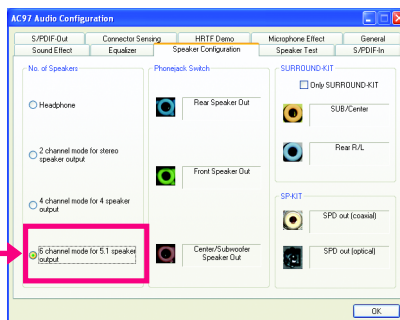 AC97 Audio Configuration
S/PDIF-Out
Connector Sensing
HRTF Demo
Microphone Effect
General
Sound Effect
Equalizer
Speaker Configuration
Speaker Test
S/PDIF-In
No. of Speakers
Headphone
2 channel mode for stereo
speaker output
4 channel mode for 4 speaker
output
6 channel mode for 5.1 speaker
output
Phonejack Switch
Rear Speaker Out
Front Speaker Out
Center/Subwoofer
Speaker Out
SURROUND-KIT
Only SURROUND-KIT
SUB/Center
Rear R/L
SP-KIT
SPD out (coaxial)
SPD out (optical)
OK